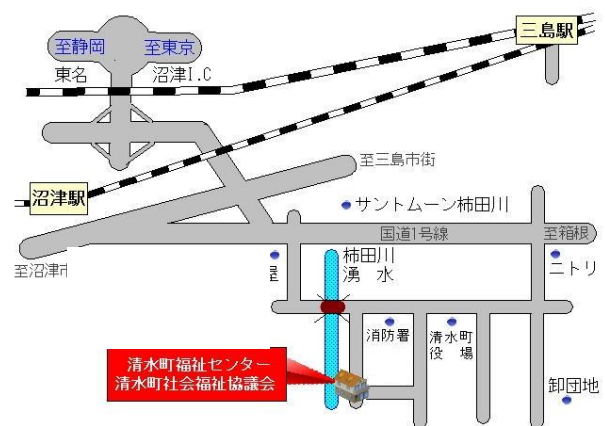 三島駅
至静岡
至東京
東名
沼津I.C
至三島市街
沼津駅
サントムーン柿田川
国道1号線
至箱根
至沼津市
屋
柿田川
湧 水
ニトリ
消防署
清水町
役 場
清水町福祉センター
清水町社会福祉協議会
卸団地